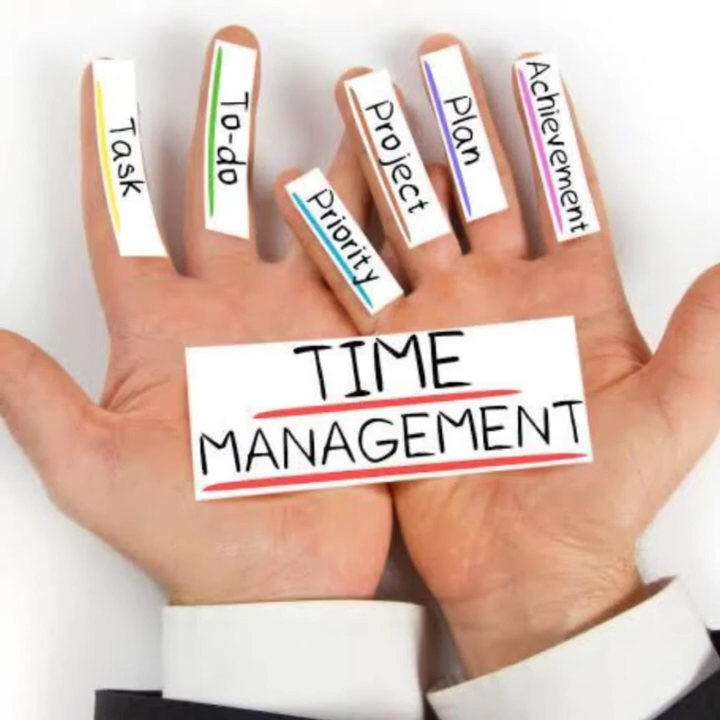 Task
To-do
Priority
Project
Plan
Achievement
TIME
MANAGEMENT